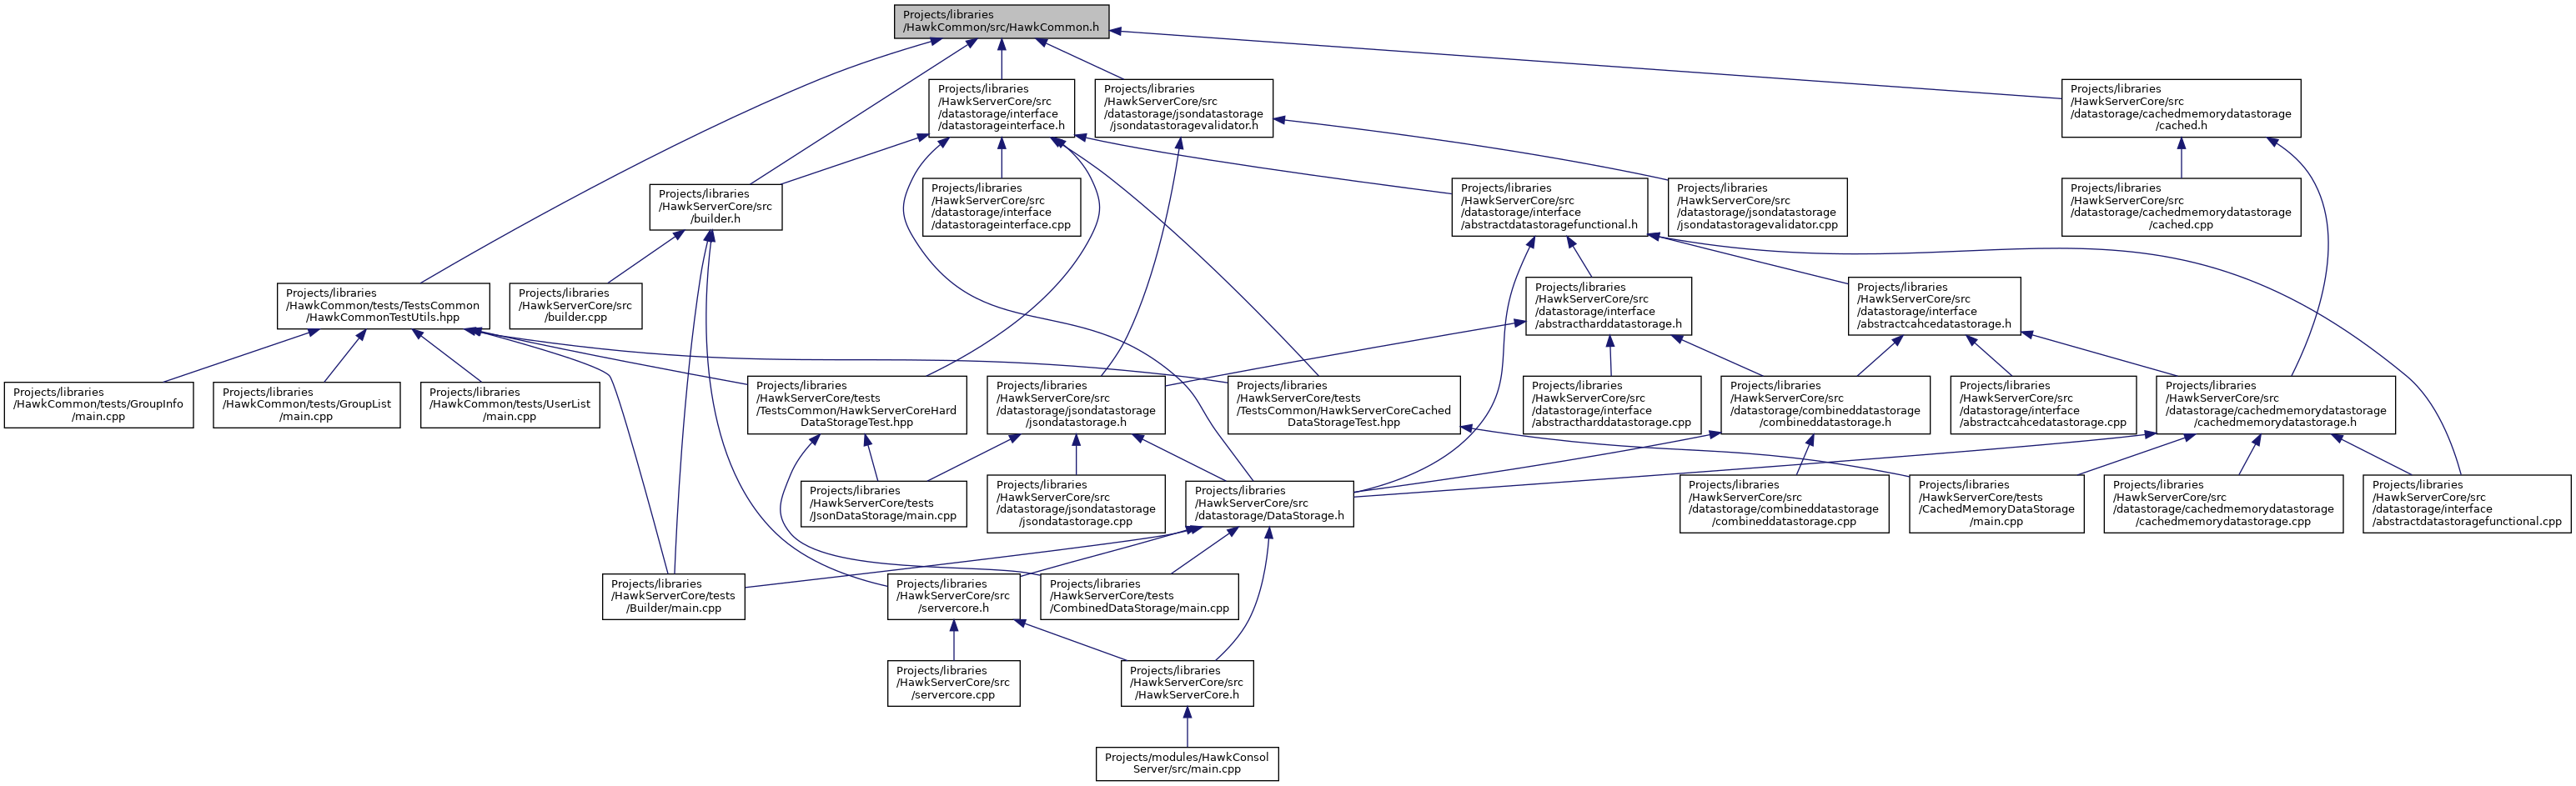 Projects/libraries
/HawkCommon/src/HawkCommon.h
Projects/libraries
/HawkServerCore/src
/datastorage/interface
/datastorageinterface.h
Projects/libraries
/HawkServerCore/src
/datastorage/jsondatastorage
/jsondatastoragevalidator.h
Projects/libraries
/HawkServerCore/src
/datastorage/cachedmemorydatastorage
/cached.h
Projects/libraries
/HawkServerCore/src
/builder.h
Projects/libraries
/HawkServerCore/src
/datastorage/interface
/datastorageinterface.cpp
Projects/libraries
/HawkServerCore/src
/datastorage/interface
/abstractdatastoragefunctional.h
Projects/libraries
/HawkServerCore/src
/datastorage/jsondatastorage
/jsondatastoragevalidator.cpp
Projects/libraries
/HawkServerCore/src
/datastorage/cachedmemorydatastorage
/cached.cpp
Projects/libraries
/HawkCommon/tests/TestsCommon
/HawkCommonTestUtils.hpp
Projects/libraries
/HawkServerCore/src
/builder.cpp
Projects/libraries
/HawkServerCore/src
/datastorage/interface
/abstractharddatastorage.h
Projects/libraries
/HawkServerCore/src
/datastorage/interface
/abstractcahcedatastorage.h
Projects/libraries
/HawkCommon/tests/GroupInfo
/main.cpp
Projects/libraries
/HawkCommon/tests/GroupList
/main.cpp
Projects/libraries
/HawkCommon/tests/UserList
/main.cpp
Projects/libraries
/HawkServerCore/tests
/TestsCommon/HawkServerCoreHard
DataStorageTest.hpp
Projects/libraries
/HawkServerCore/src
/datastorage/jsondatastorage
/jsondatastorage.h
Projects/libraries
/HawkServerCore/tests
/TestsCommon/HawkServerCoreCached
DataStorageTest.hpp
Projects/libraries
/HawkServerCore/src
/datastorage/interface
/abstractharddatastorage.cpp
Projects/libraries
/HawkServerCore/src
/datastorage/combineddatastorage
/combineddatastorage.h
Projects/libraries
/HawkServerCore/src
/datastorage/interface
/abstractcahcedatastorage.cpp
Projects/libraries
/HawkServerCore/src
/datastorage/cachedmemorydatastorage
/cachedmemorydatastorage.h
Projects/libraries
/HawkServerCore/tests
/JsonDataStorage/main.cpp
Projects/libraries
/HawkServerCore/src
/datastorage/jsondatastorage
/jsondatastorage.cpp
Projects/libraries
/HawkServerCore/src
/datastorage/DataStorage.h
Projects/libraries
/HawkServerCore/src
/datastorage/combineddatastorage
/combineddatastorage.cpp
Projects/libraries
/HawkServerCore/tests
/CachedMemoryDataStorage
/main.cpp
Projects/libraries
/HawkServerCore/src
/datastorage/cachedmemorydatastorage
/cachedmemorydatastorage.cpp
Projects/libraries
/HawkServerCore/src
/datastorage/interface
/abstractdatastoragefunctional.cpp
Projects/libraries
/HawkServerCore/tests
/Builder/main.cpp
Projects/libraries
/HawkServerCore/src
/servercore.h
Projects/libraries
/HawkServerCore/tests
/CombinedDataStorage/main.cpp
Projects/libraries
/HawkServerCore/src
/servercore.cpp
Projects/libraries
/HawkServerCore/src
/HawkServerCore.h
Projects/modules/HawkConsol
Server/src/main.cpp